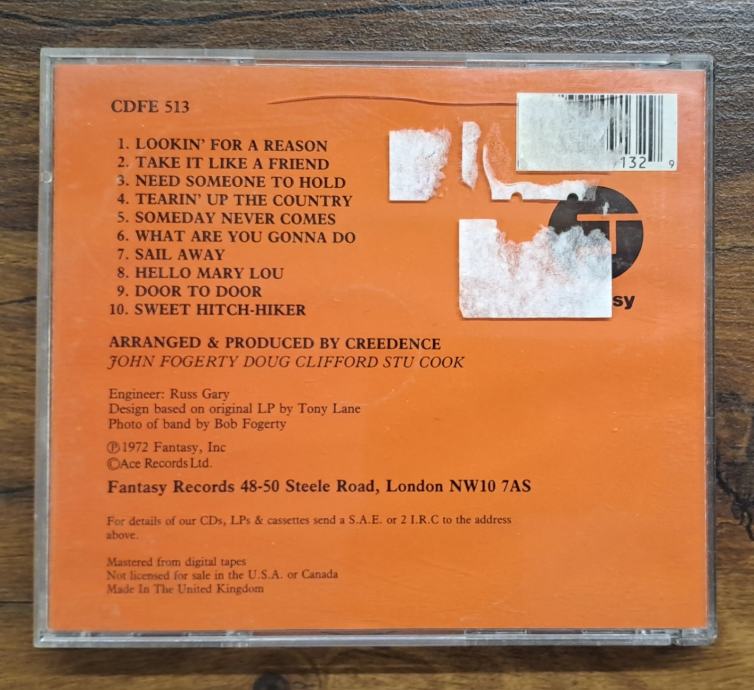 CDFE 513
1. LOOKIN' FOR A REASON
2. TAKE IT LIKE A FRIEND
3. NEED SOMEONE TO HOLD
4. TEARIN' UP THE COUNTRY
5. SOMEDAY NEVER COMES
6. WHAT ARE YOU GONNA DO
7. SAIL AWAY
8. HELLO MARY LOU
9. DOOR TO DOOR
10. SWEET HITCH-HIKER
132 9
sy
ARRANGED & PRODUCED BY CREEDENCE
JOHN FOGERTY DOUG CLIFFORD STU COOK
Engineer: Russ Gary
Design based on original LP by Tony Lane
Photo of band by Bob Fogerty
Ⓟ1972 Fantasy, Inc
©Ace Records Ltd.
Fantasy Records 48-50 Steele Road, London NW10 7AS
For details of our CDs, LPs & cassettes send a S.A.E. or 2 I.R.C to the address
above.
Mastered from digital tapes
Not licensed for sale in the U.S.A. or Canada
Made In The United Kingdom